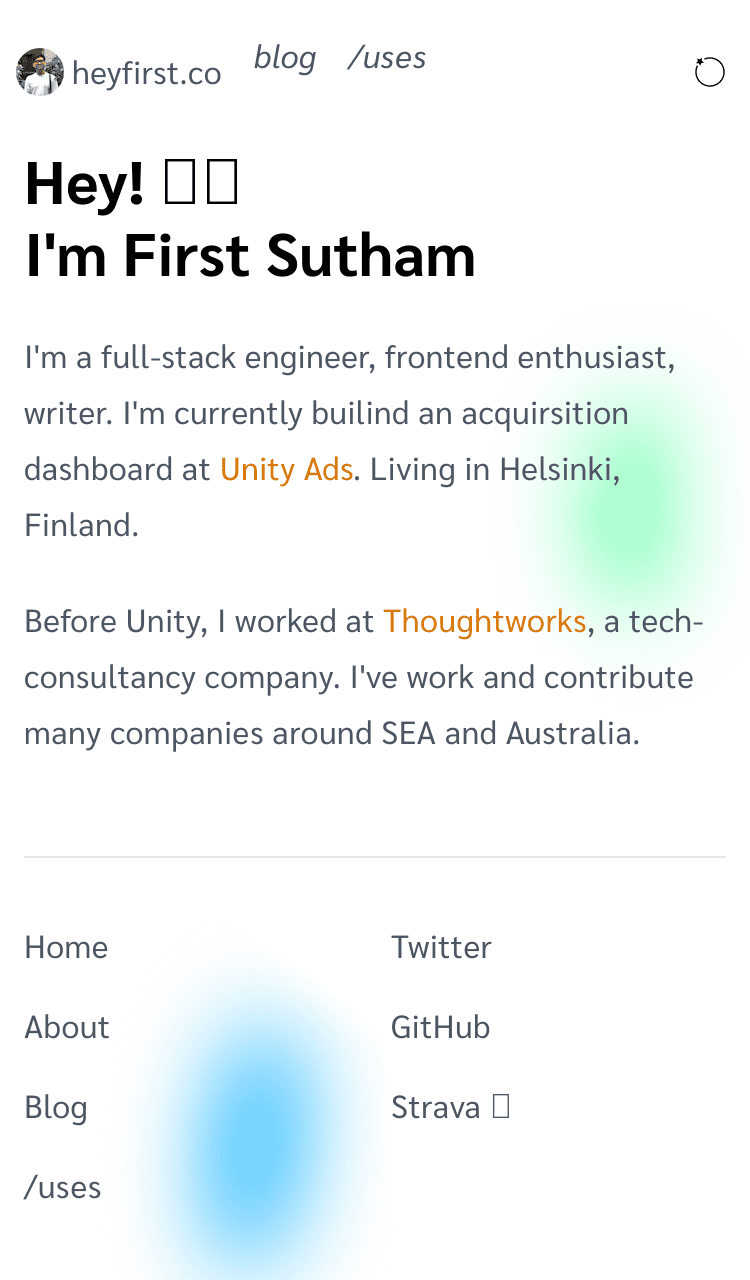 heyfirst.co blog /uses
Hey! 
I'm First Sutham
I'm a full-stack engineer, frontend enthusiast,
writer. I'm currently builind an acquirsition
dashboard at Unity Ads. Living in Helsinki,
Finland.
Before Unity, I worked at Thoughtworks, a tech-
consultancy company. I've work and contribute
many companies around SEA and Australia.
Home
About
Blog
/uses
Twitter
GitHub
Strava